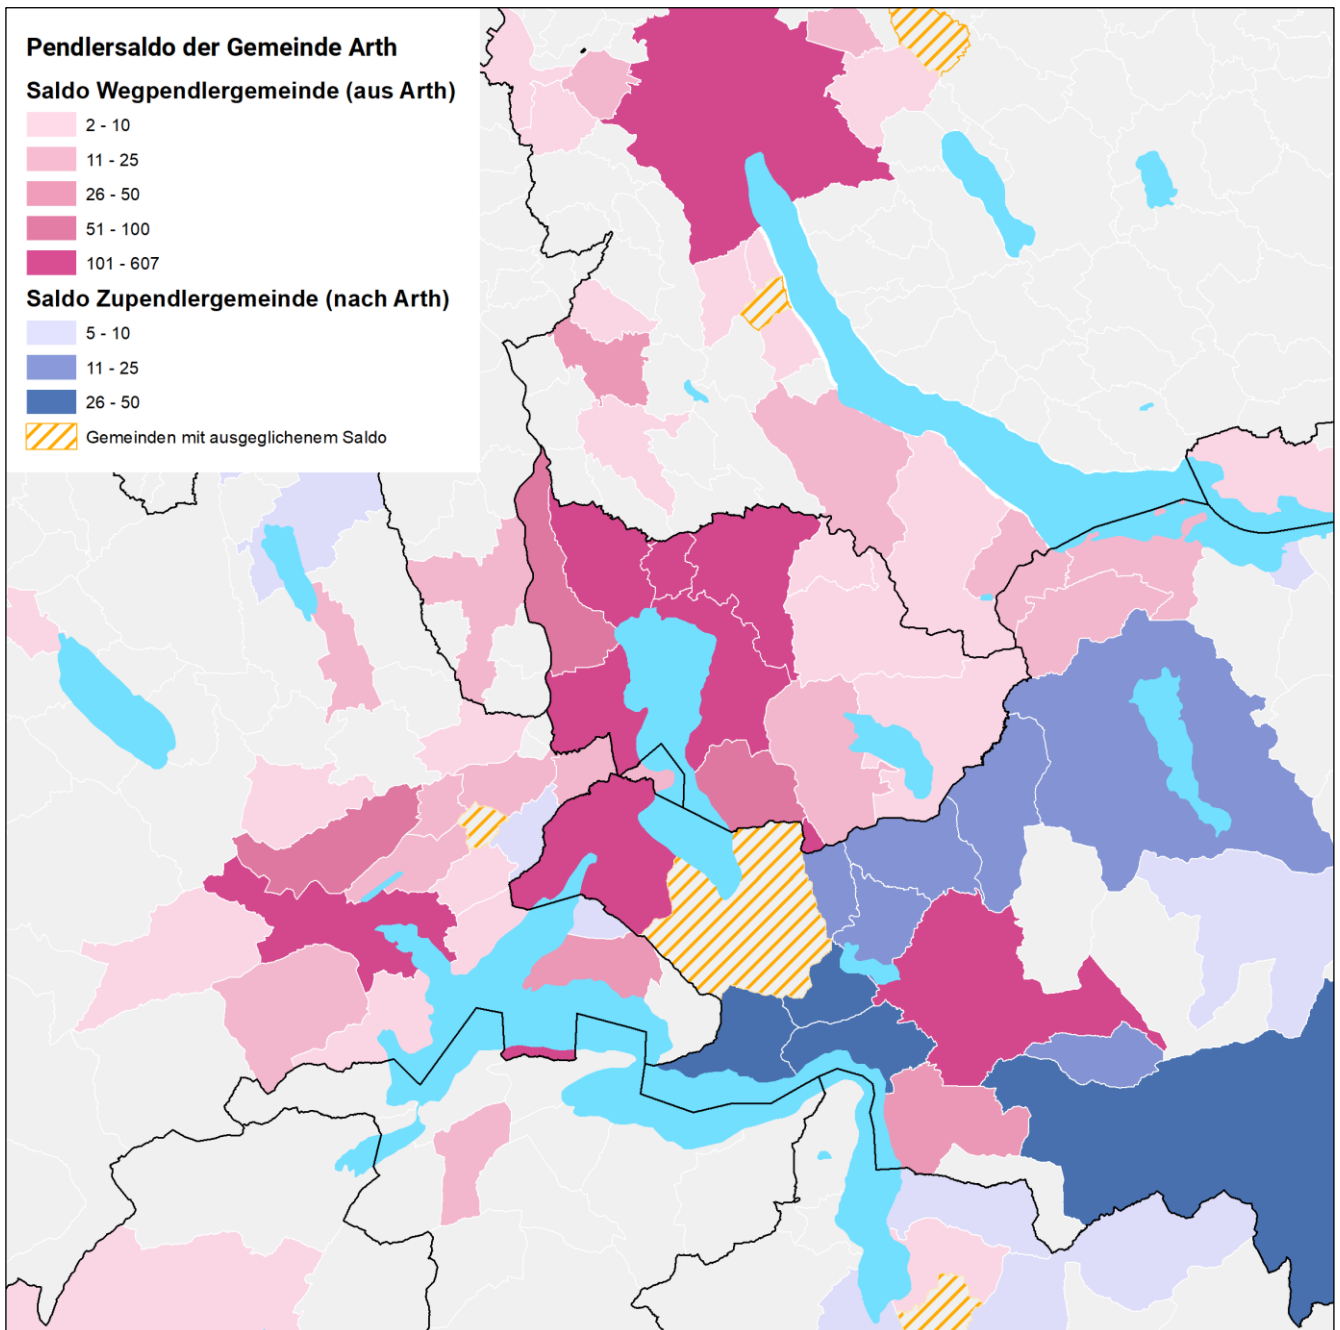 Pendlersaldo der Gemeinde Arth
Saldo Wegpendlergemeinde (aus Arth)
2 - 10
11 - 25
26 - 50
51 - 100
101 - 607
Saldo Zupendlergemeinde (nach Arth)
5 - 10
11 - 25
26 - 50
Gemeinden mit ausgeglichenem Saldo